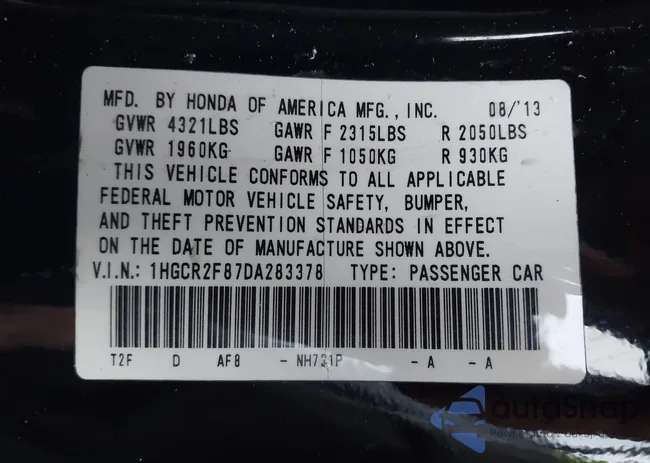 MFD. BY HONDA OF AMERICA MFG., INC. 08/'13
GVWR 4321LBS GAWR F 2315LBS R 2050LBS
GVWR 1960KG GAWR F 1050KG R 930KG
THIS VEHICLE CONFORMS TO ALL APPLICABLE
FEDERAL MOTOR VEHICLE SAFETY, BUMPER,
AND THEFT PREVENTION STANDARDS IN EFFECT
ON THE DATE OF MANUFACTURE SHOWN ABOVE.
V.I.N.: 1HGCR2F87DA283378 TYPE: PASSENGER CAR
T2F D AF8 - NH731P - A - A
autoSnap